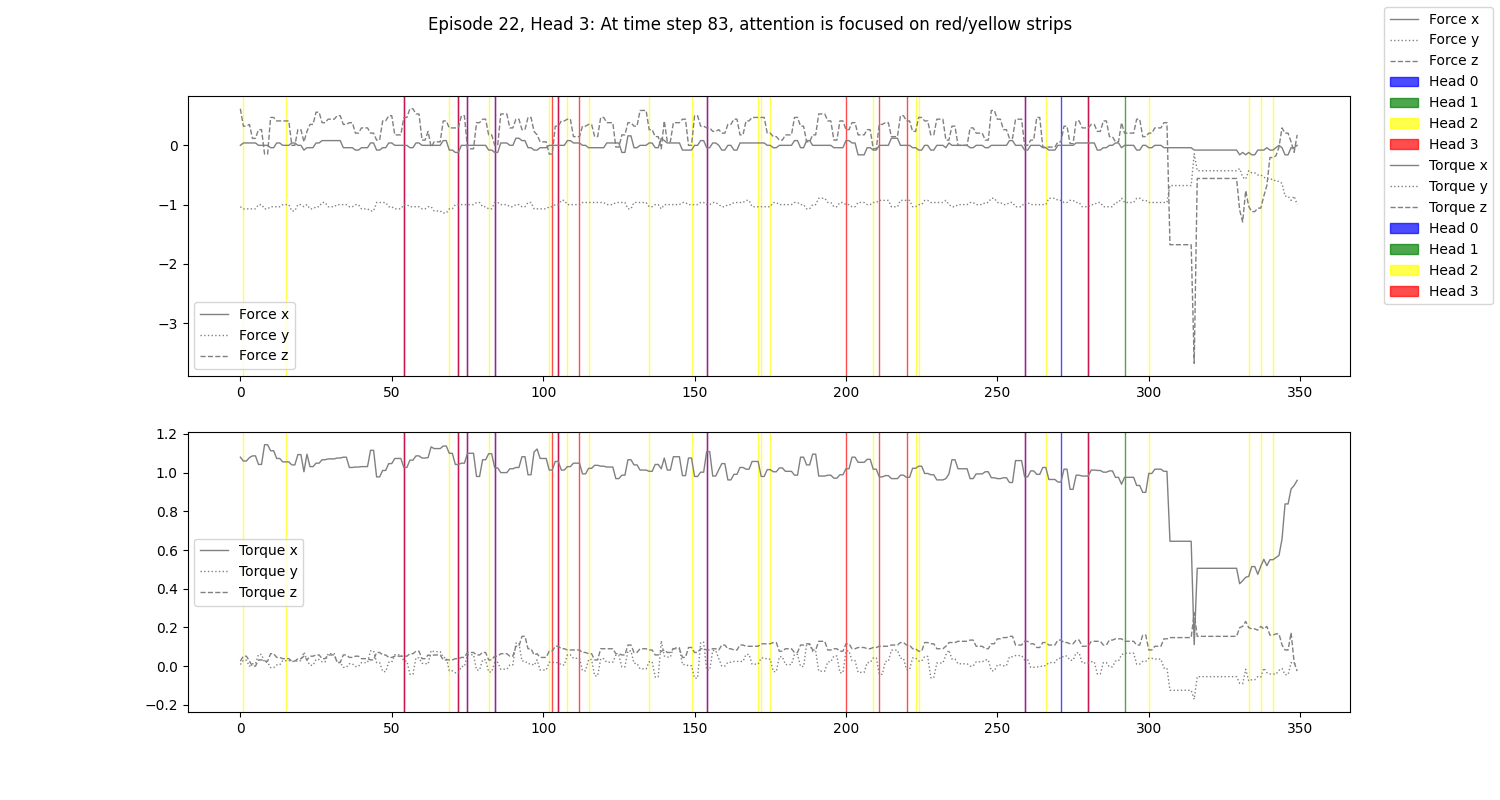 Episode 22, Head 3: At time step 83, attention is focused on red/yellow strips
Force x
Force y
Force z
Head 0
Head 1
Head 2
Head 3
Torque x
Torque y
Torque z
Head 0
Head 1
Head 2
Head 3
0
−1
−2
−3
Force x
Force y
Force z
0 50 100 150 200 250 300 350
1.2
1.0
0.8
0.6
0.4
0.2
0.0
−0.2
Torque x
Torque y
Torque z
0 50 100 150 200 250 300 350